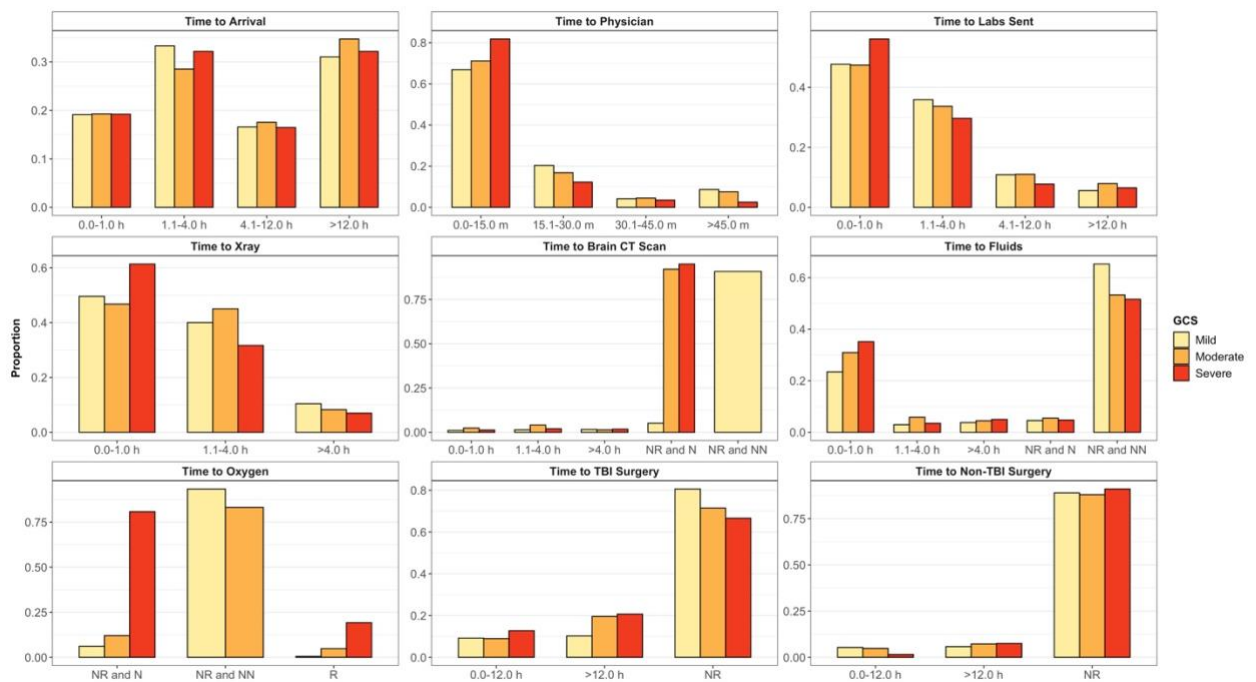 Time to Arrival
0.3
0.2
0.1
0.0
0.0-1.0 h 1.1-4.0 h 4.1-12.0 h >12.0 h
Time to Physician
0.8
0.6
0.4
0.2
0.0
0.0-15.0 m 15.1-30.0 m 30.1-45.0 m >45.0 m
Time to Labs Sent
0.4
0.2
0.0
0.0-1.0 h 1.1-4.0 h 4.1-12.0 h >12.0 h
Proportion
Time to Xray
0.6
0.4
0.2
0.0
0.0-1.0 h 1.1-4.0 h >4.0 h
Time to Brain CT Scan
0.75
0.50
0.25
0.00
0.0-1.0 h 1.1-4.0 h >4.0 h NR and N NR and NN
Time to Fluids
0.6
0.4
0.2
0.0
0.0-1.0 h 1.1-4.0 h >4.0 h NR and N NR and NN
GCS
Mild
Moderate
Severe
Time to Oxygen
0.75
0.50
0.25
0.00
NR and N NR and NN R
Time to TBI Surgery
0.8
0.6
0.4
0.2
0.0
0.0-12.0 h >12.0 h NR
Time to Non-TBI Surgery
0.75
0.50
0.25
0.00
0.0-12.0 h >12.0 h NR